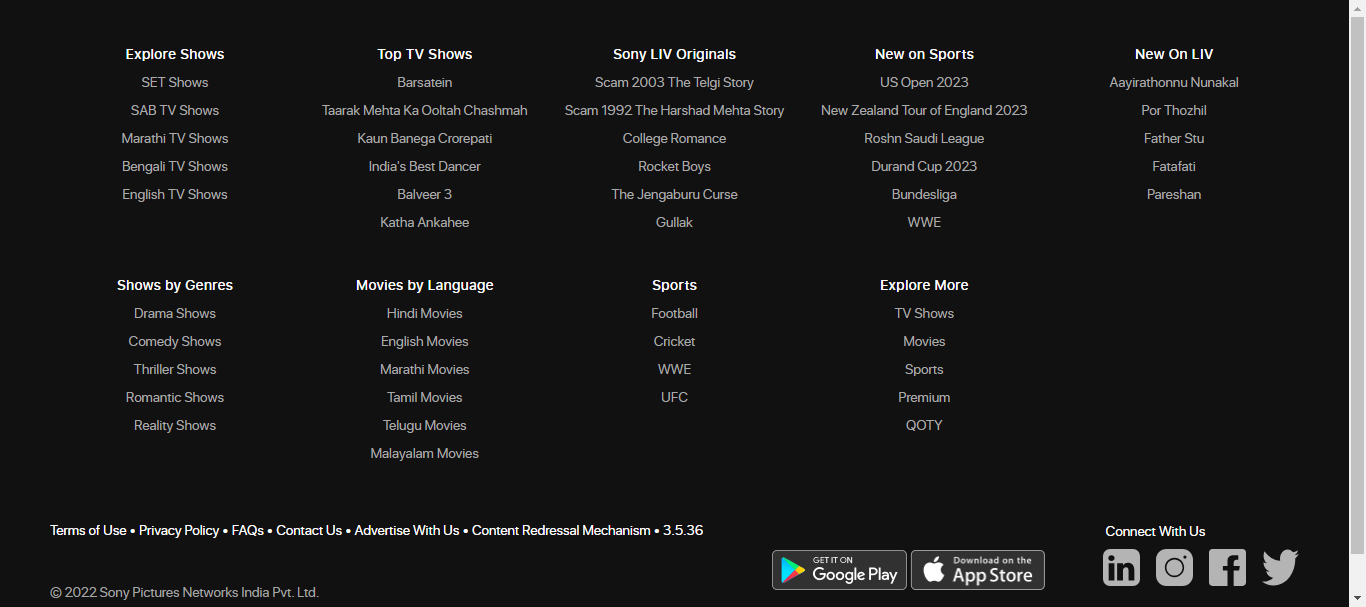 Explore Shows
SET Shows
SAB TV Shows
Marathi TV Shows
Bengali TV Shows
English TV Shows
Top TV Shows
Barsatein
Taarak Mehta Ka Ooltah Chashmah
Kaun Banega Crorepati
India's Best Dancer
Balveer 3
Katha Ankahee
Sony LIV Originals
Scam 2003 The Telgi Story
Scam 1992 The Harshad Mehta Story
College Romance
Rocket Boys
The Jengaburu Curse
Gullak
New on Sports
US Open 2023
New Zealand Tour of England 2023
Roshn Saudi League
Durand Cup 2023
Bundesliga
WWE
New On LIV
Aayirathonnu Nunakal
Por Thozhil
Father Stu
Fatafati
Pareshan
Shows by Genres
Drama Shows
Comedy Shows
Thriller Shows
Romantic Shows
Reality Shows
Movies by Language
Hindi Movies
English Movies
Marathi Movies
Tamil Movies
Telugu Movies
Malayalam Movies
Sports
Football
Cricket
WWE
UFC
Explore More
TV Shows
Movies
Sports
Premium
QOTY
Terms of Use • Privacy Policy • FAQs • Contact Us • Advertise With Us • Content Redressal Mechanism • 3.5.36
Connect With Us
GET IT ON
Google Play
Download on the
App Store
in
f
© 2022 Sony Pictures Networks India Pvt. Ltd.